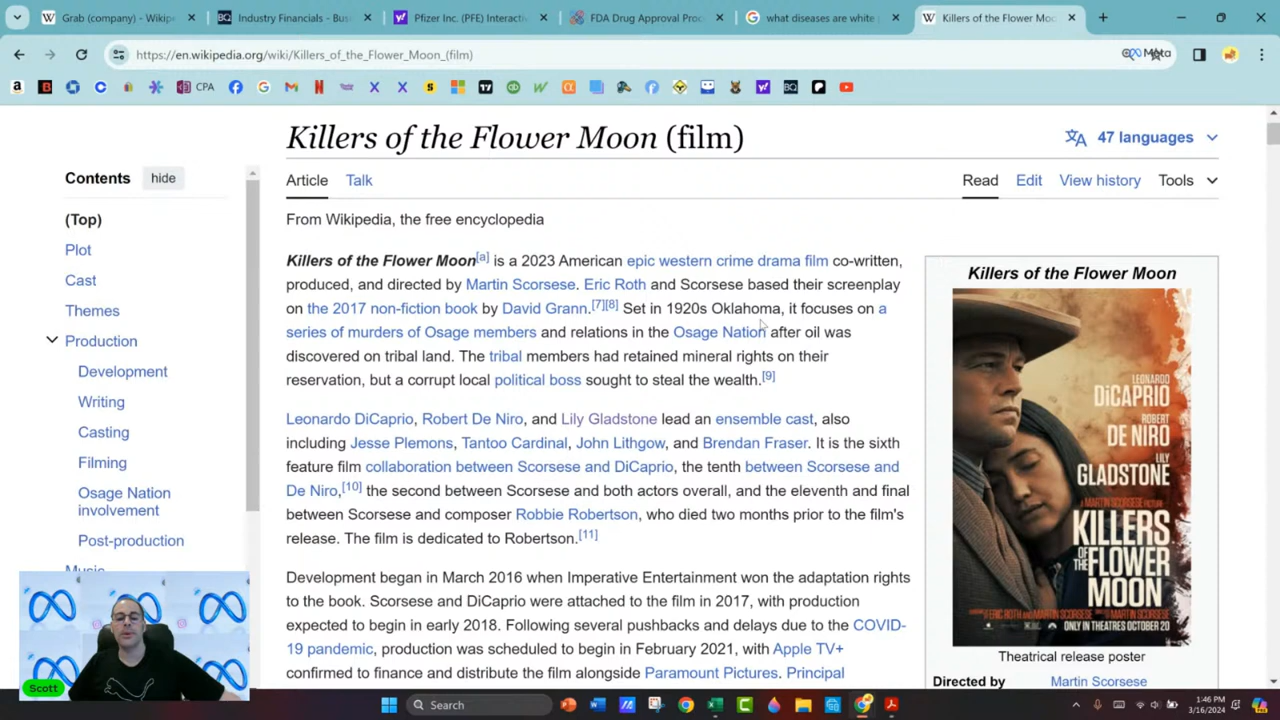 Grab (company) - Wikipe
Industry Financials - Bus
Pfizer Inc. (PFE) Interacti
FDA Drug Approval Proc
what diseases are white
Killers of the Flower Moo
https://en.wikipedia.org/wiki/Killers_of_the_Flower_Moon_(film)
Meta
CPA
Killers of the Flower Moon (film)
47 languages
Contents
hide
(Top)
Plot
Cast
Themes
Production
Development
Writing
Casting
Filming
Osage Nation
involvement
Post-production
Music
Article
Talk
Read
Edit
View history
Tools
From Wikipedia, the free encyclopedia
Killers of the Flower Moon[a] is a 2023 American epic western crime drama film co-written,
produced, and directed by Martin Scorsese. Eric Roth and Scorsese based their screenplay
on the 2017 non-fiction book by David Grann.[7][8] Set in 1920s Oklahoma, it focuses on a
series of murders of Osage members and relations in the Osage Nation after oil was
discovered on tribal land. The tribal members had retained mineral rights on their
reservation, but a corrupt local political boss sought to steal the wealth.[9]
Leonardo DiCaprio, Robert De Niro, and Lily Gladstone lead an ensemble cast, also
including Jesse Plemons, Tantoo Cardinal, John Lithgow, and Brendan Fraser. It is the sixth
feature film collaboration between Scorsese and DiCaprio, the tenth between Scorsese and
De Niro,[10] the second between Scorsese and both actors overall, and the eleventh and final
between Scorsese and composer Robbie Robertson, who died two months prior to the film's
release. The film is dedicated to Robertson.[11]
Development began in March 2016 when Imperative Entertainment won the adaptation rights
to the book. Scorsese and DiCaprio were attached to the film in 2017, with production
expected to begin in early 2018. Following several pushbacks and delays due to the COVID-
19 pandemic, production was scheduled to begin in February 2021, with Apple TV+
confirmed to finance and distribute the film alongside Paramount Pictures. Principal
Killers of the Flower Moon
LEONARDO
DICAPRIO
ROBERT
DE NIRO
LILY
GLADSTONE
A MARTIN SCORSESE PICTURE
KILLERS
OF THE FLOWER
MOON
ONLY IN THEATRES OCTOBER 20
Theatrical release poster
Directed by
Martin Scorsese
Scott
Search
1:46 PM
3/16/2024